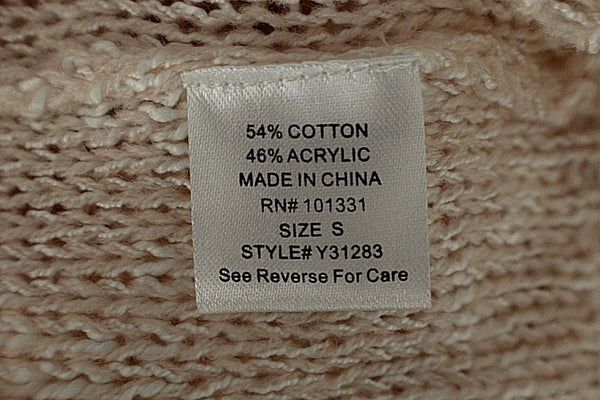 54% COTTON
46% ACRYLIC
MADE IN CHINA
RN# 101331
SIZE S
STYLE# Y31283
See Reverse For Care